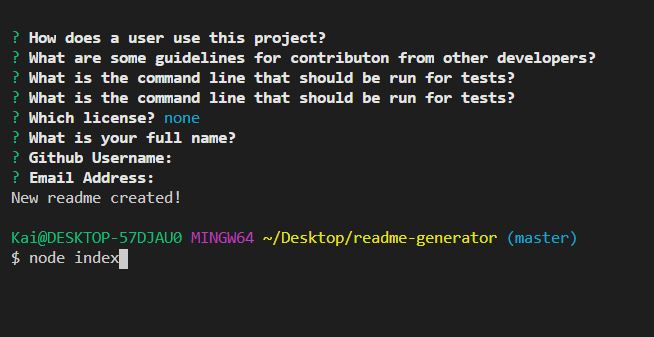 ? How does a user use this project?
? What are some guidelines for contributon from other developers?
? What is the command line that should be run for tests?
? What is the command line that should be run for tests?
? Which license? none
? What is your full name?
? Github Username:
? Email Address:
New readme created!
Kai@DESKTOP-57DJAU0 MINGW64 ~/Desktop/readme-generator (master)
$ node index